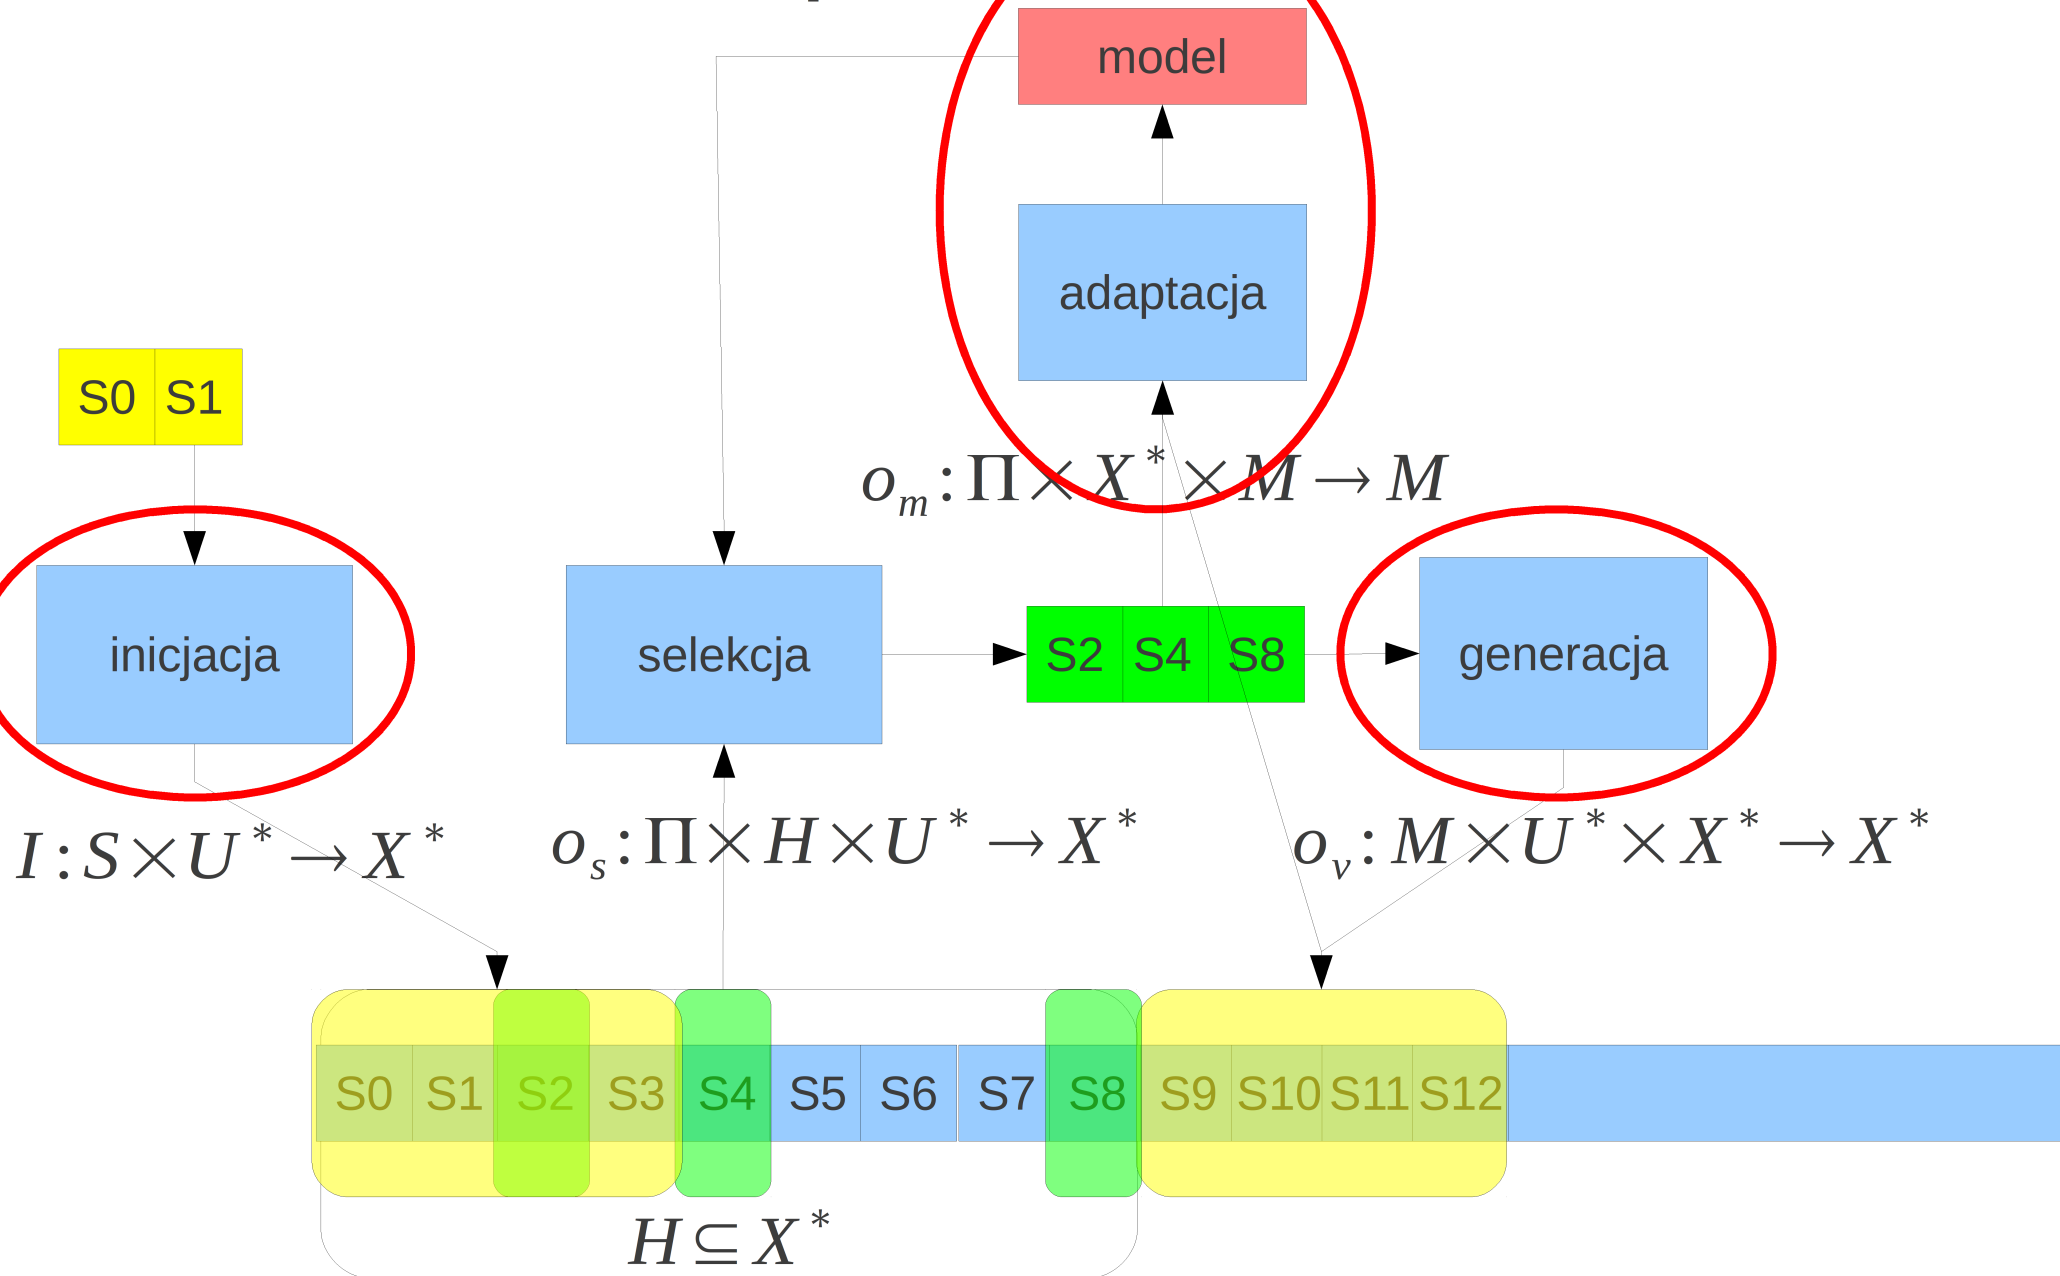 model
adaptacja
S0 S1
o_m : Π × X* × M → M
inicjacja
selekcja
S2 S4 S8
generacja
I : S × U* → X*
o_s : Π × H × U* → X*
o_v : M × U* × X* → X*
S0 S1 S2 S3 S4 S5 S6 S7 S8 S9 S10 S11 S12
H ⊆ X*